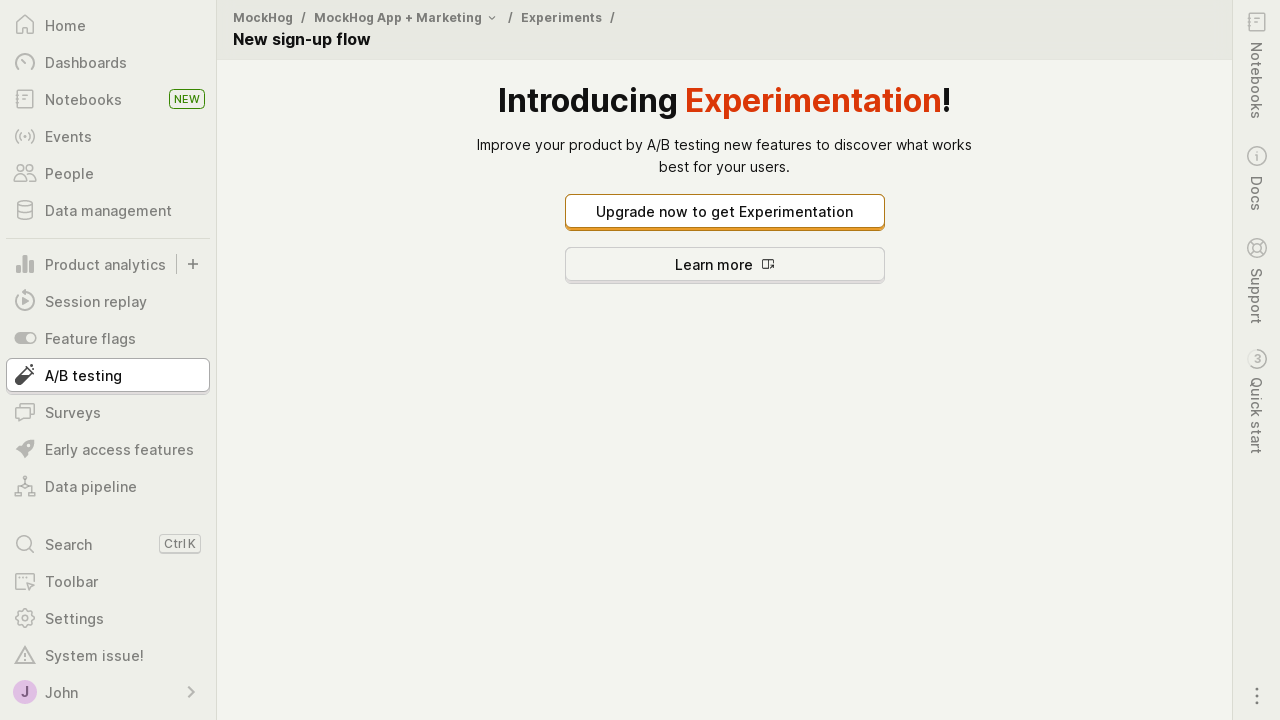 Home
Dashboards
Notebooks NEW
Events
People
Data management
Product analytics
Session replay
Feature flags
A/B testing
Surveys
Early access features
Data pipeline
Search Ctrl K
Toolbar
Settings
System issue!
J John
MockHog / MockHog App + Marketing / Experiments /
New sign-up flow
Introducing Experimentation!
Improve your product by A/B testing new features to discover what works
best for your users.
Upgrade now to get Experimentation
Learn more
Notebooks
Docs
Support
3
Quick start